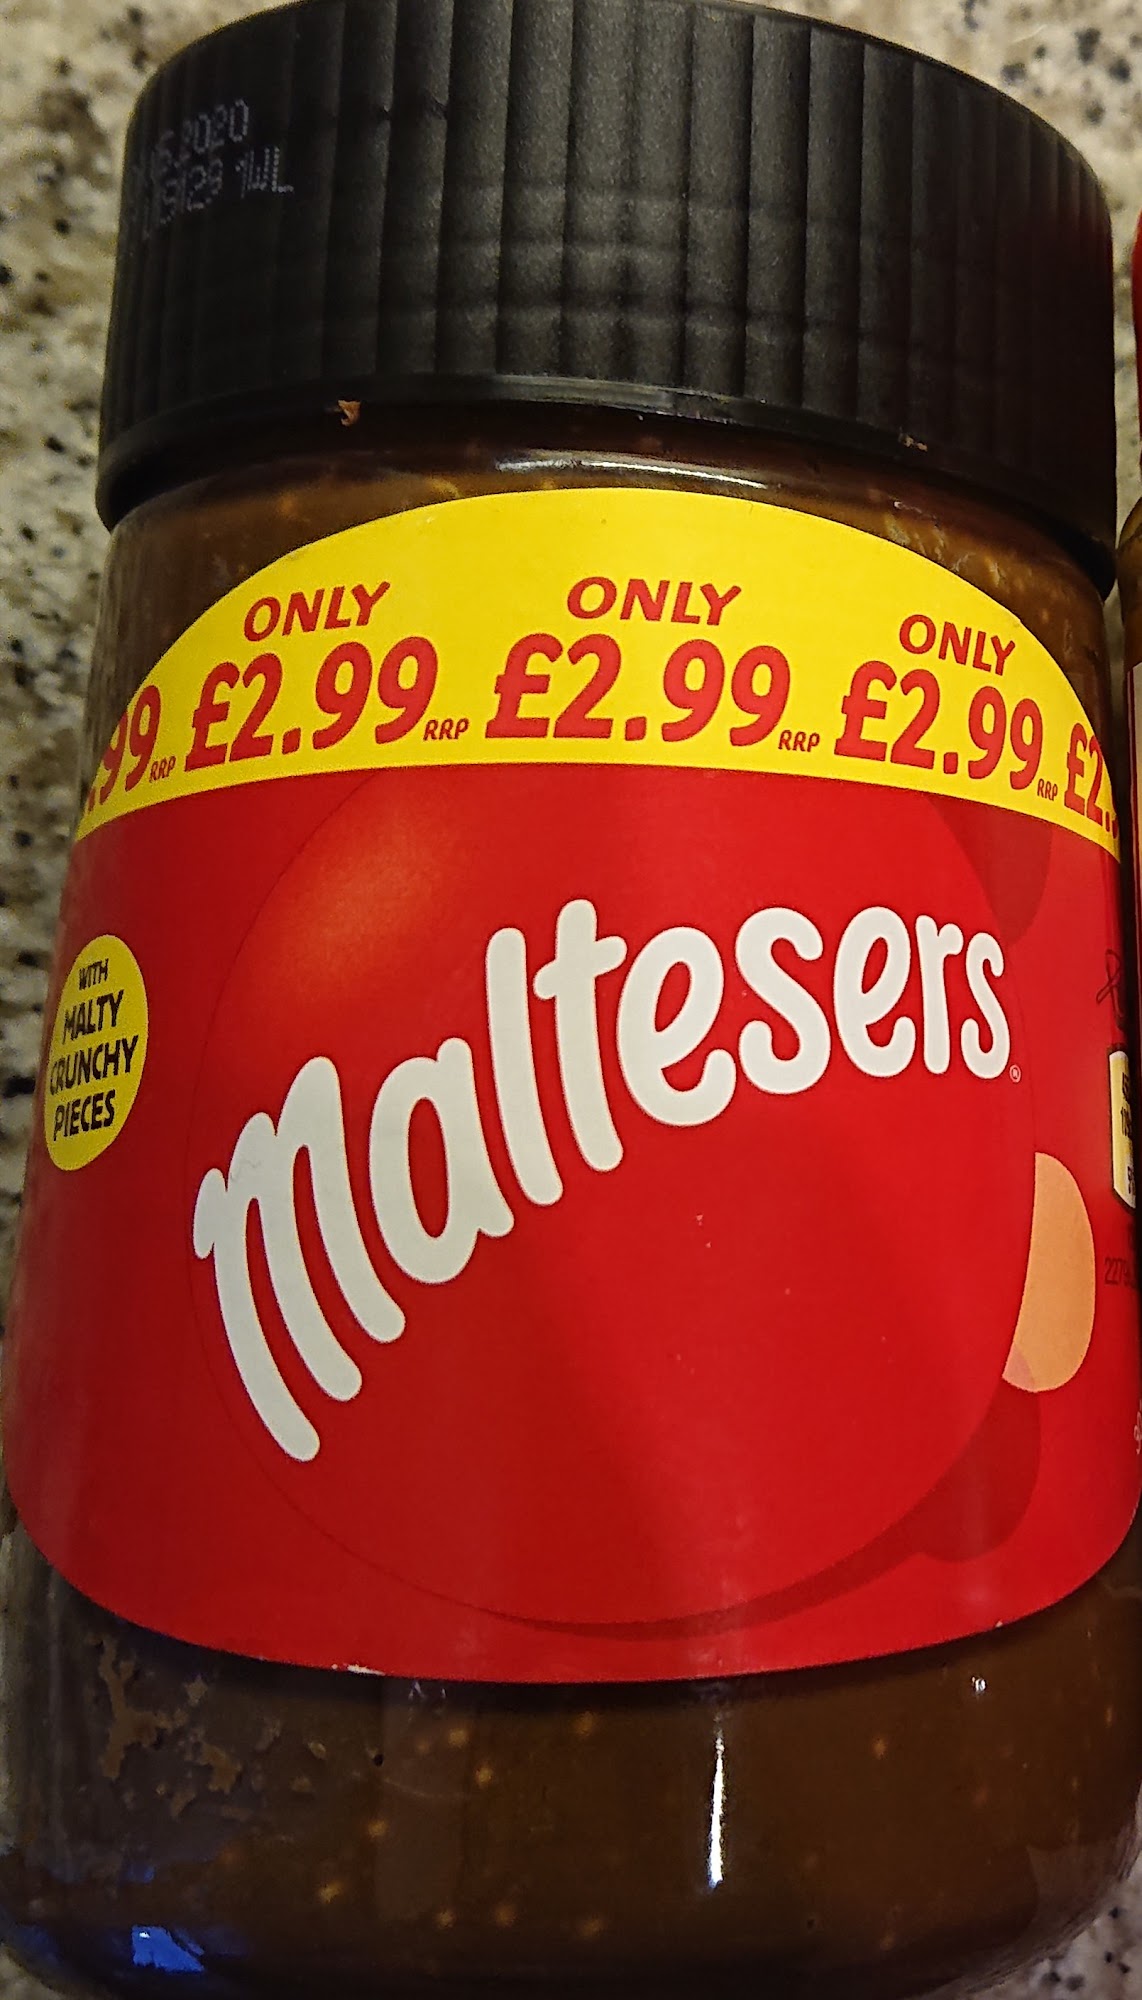 ONLY
£2.99 RRP
ONLY
£2.99 RRP
ONLY
£2.99 RRP
.99 RRP
£2.
WITH
MALTY
CRUNCHY
PIECES
Maltesers®